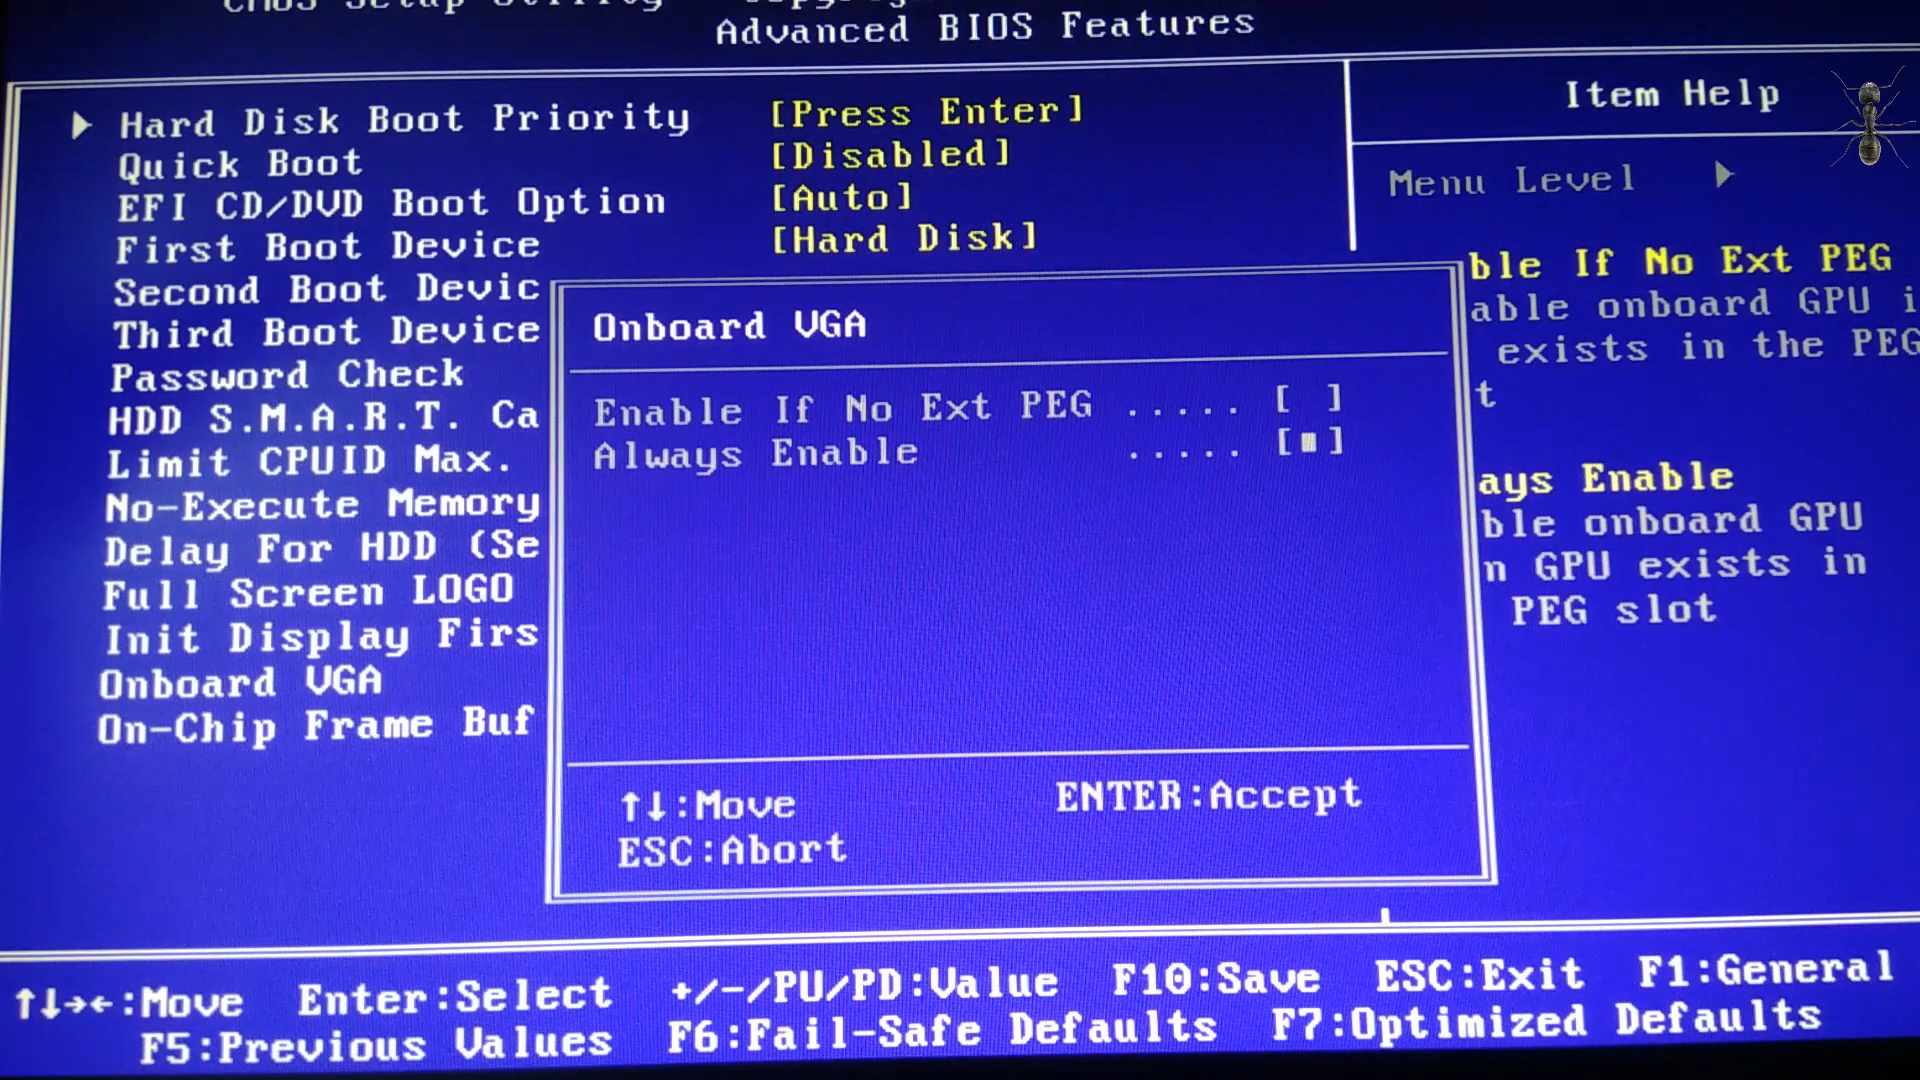 CMOS Setup Utility
Advanced BIOS Features
Hard Disk Boot Priority [Press Enter]
Quick Boot [Disabled]
EFI CD/DVD Boot Option [Auto]
First Boot Device [Hard Disk]
Second Boot Devic
Third Boot Device
Password Check
HDD S.M.A.R.T. Ca
Limit CPUID Max.
No-Execute Memory
Delay For HDD (Se
Full Screen LOGO
Init Display Firs
Onboard VGA
On-Chip Frame Buf
Onboard VGA
Enable If No Ext PEG ..... [ ]
Always Enable ..... [■]
↑↓:Move ENTER:Accept
ESC:Abort
Item Help
Menu Level ▶
ble If No Ext PEG
able onboard GPU i
exists in the PEG
t
ays Enable
ble onboard GPU
n GPU exists in
PEG slot
↑↓→←:Move Enter:Select +/-/PU/PD:Value F10:Save ESC:Exit F1:General
F5:Previous Values F6:Fail-Safe Defaults F7:Optimized Defaults